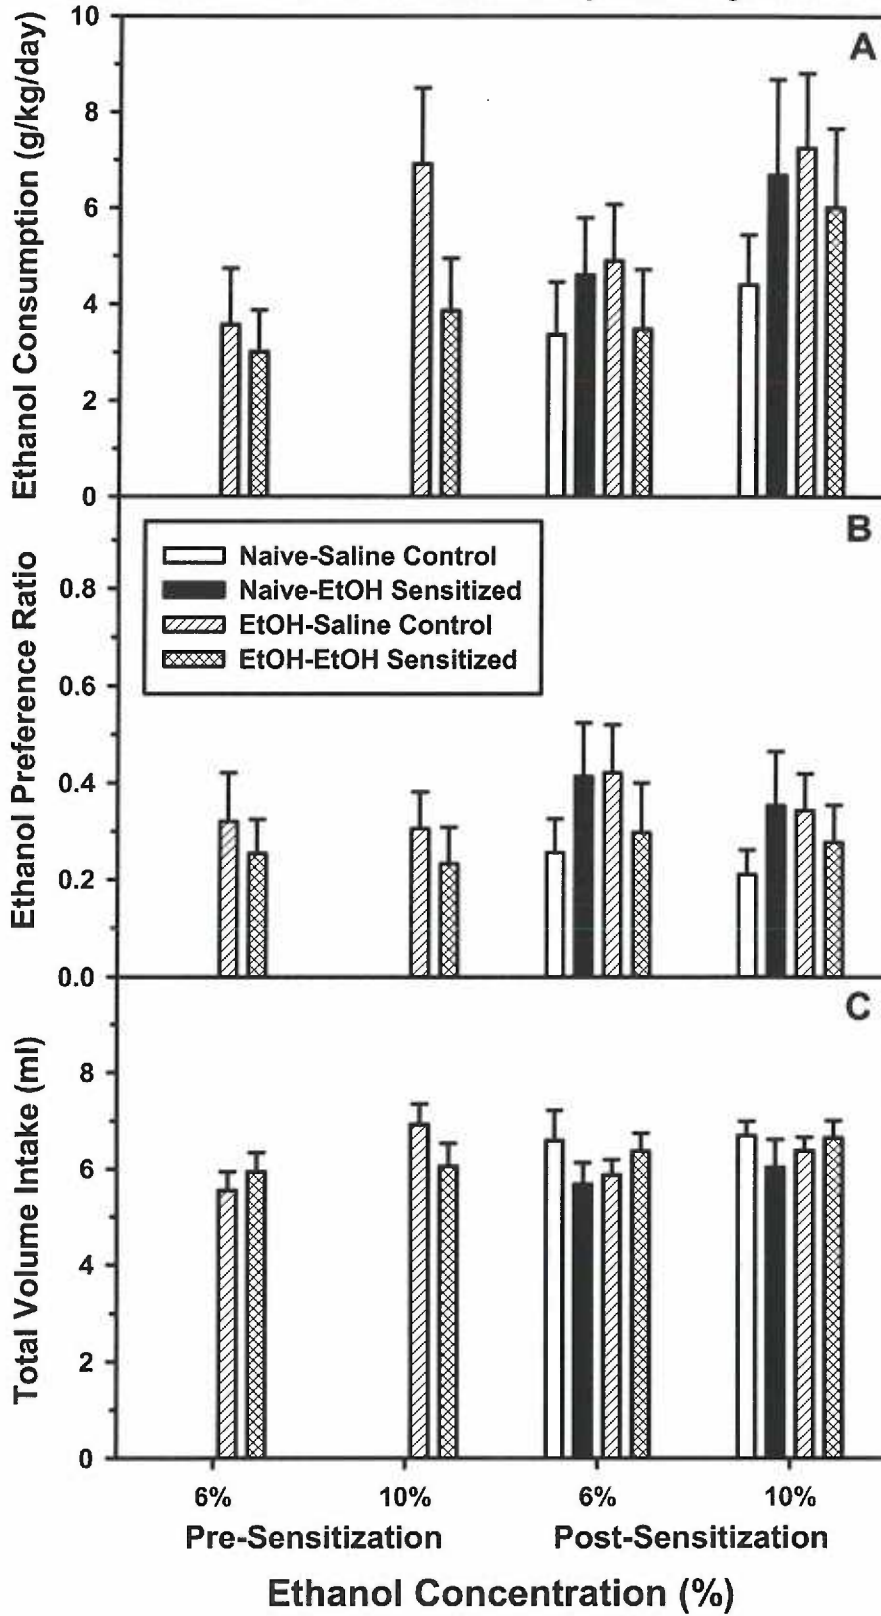 A
Ethanol Consumption (g/kg/day)
10
8
6
4
2
0
B
Ethanol Preference Ratio
0.8
0.6
0.4
0.2
0.0
Naive-Saline Control
Naive-EtOH Sensitized
EtOH-Saline Control
EtOH-EtOH Sensitized
C
Total Volume Intake (ml)
8
6
4
2
0
6% 10% 6% 10%
Pre-Sensitization Post-Sensitization
Ethanol Concentration (%)